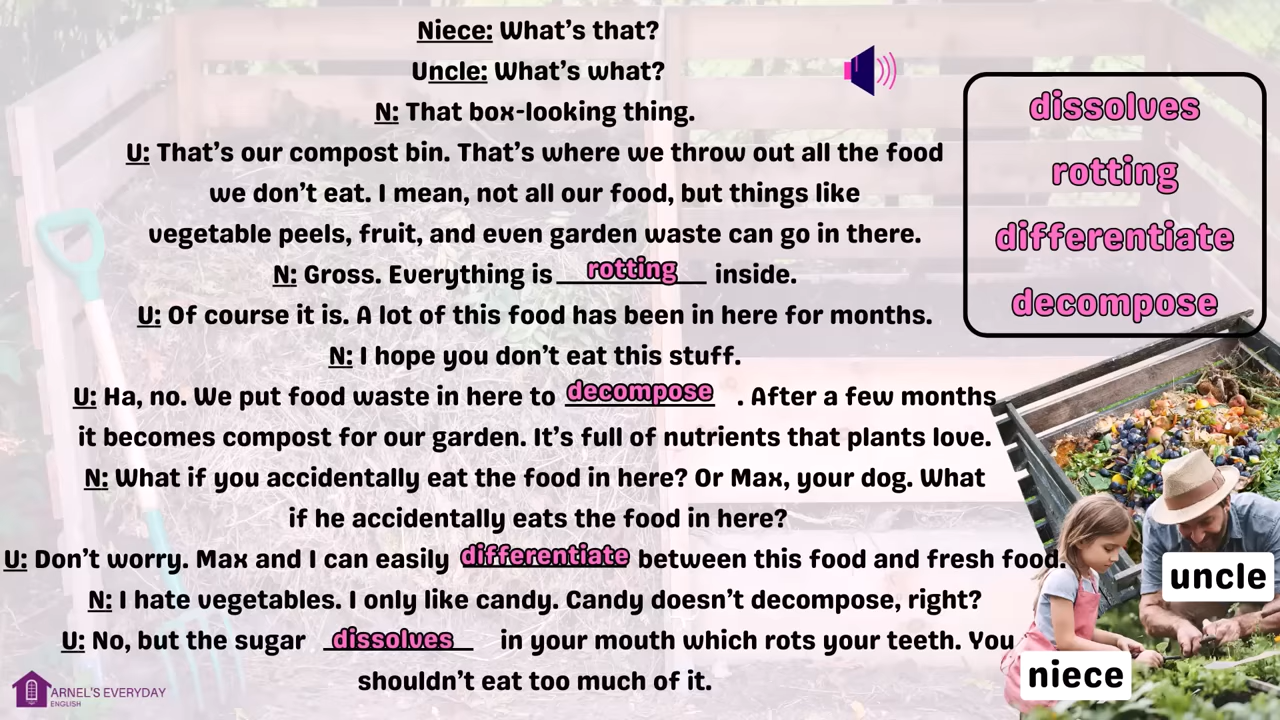 Niece: What's that?
Uncle: What's what?
N: That box-looking thing.
U: That's our compost bin. That's where we throw out all the food
we don't eat. I mean, not all our food, but things like
vegetable peels, fruit, and even garden waste can go in there.
N: Gross. Everything is rotting inside.
U: Of course it is. A lot of this food has been in here for months.
N: I hope you don't eat this stuff.
U: Ha, no. We put food waste in here to decompose . After a few months
it becomes compost for our garden. It's full of nutrients that plants love.
N: What if you accidentally eat the food in here? Or Max, your dog. What
if he accidentally eats the food in here?
U: Don't worry. Max and I can easily differentiate between this food and fresh food.
N: I hate vegetables. I only like candy. Candy doesn't decompose, right?
U: No, but the sugar dissolves in your mouth which rots your teeth. You
shouldn't eat too much of it.
dissolves
rotting
differentiate
decompose
uncle
niece
ARNEL'S EVERYDAY
ENGLISH